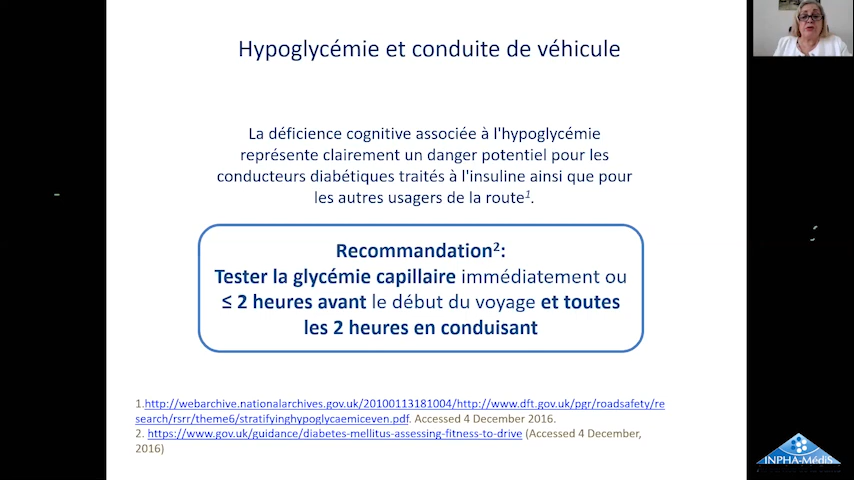 Hypoglycémie et conduite de véhicule
La déficience cognitive associée à l'hypoglycémie
représente clairement un danger potentiel pour les
conducteurs diabétiques traités à l'insuline ainsi que pour
les autres usagers de la route1.
Recommandation2:
Tester la glycémie capillaire immédiatement ou
≤ 2 heures avant le début du voyage et toutes
les 2 heures en conduisant
1.http://webarchive.nationalarchives.gov.uk/20100113181004/http://www.dft.gov.uk/pgr/roadsafety/re
search/rsrr/theme6/stratifyinghypoglycaemiceven.pdf. Accessed 4 December 2016.
2. https://www.gov.uk/guidance/diabetes-mellitus-assessing-fitness-to-drive (Accessed 4 December,
2016)
INPHA-MédiS